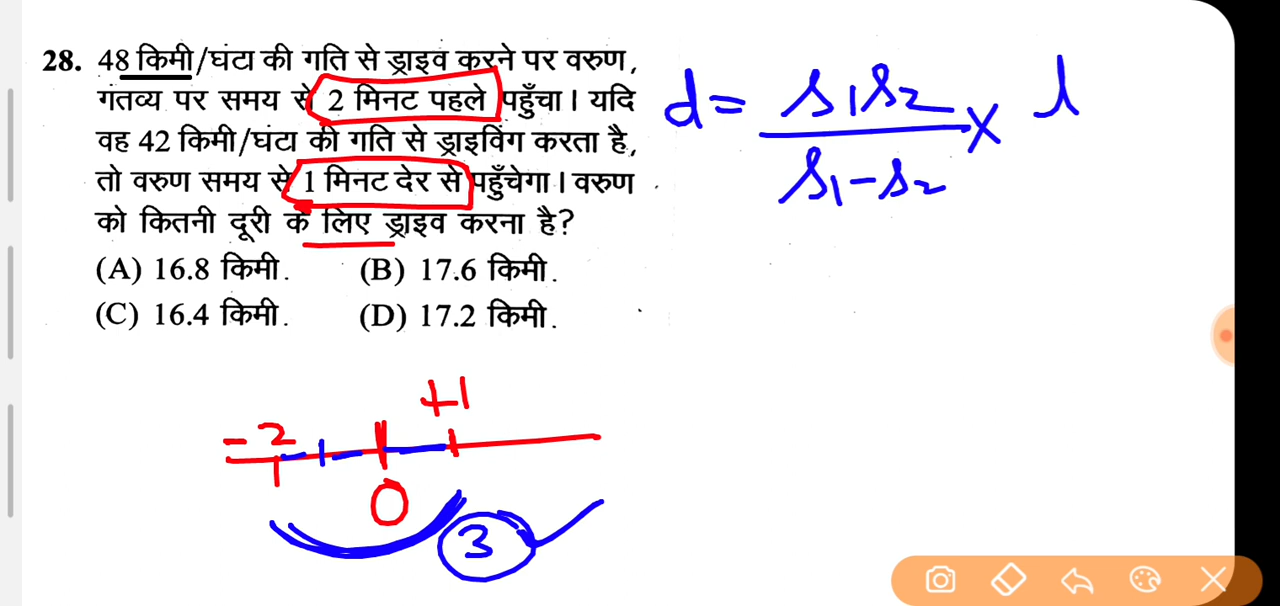 28. 48 किमी/घंटा की गति से ड्राइव करने पर वरुण,
गंतव्य पर समय से 2 मिनट पहले पहुँचा। यदि
वह 42 किमी/घंटा की गति से ड्राइविंग करता है,
तो वरुण समय से 1 मिनट देर से पहुँचेगा। वरुण
को कितनी दूरी के लिए ड्राइव करना है?
(A) 16.8 किमी. (B) 17.6 किमी.
(C) 16.4 किमी. (D) 17.2 किमी.
d = s₁s₂ × t
s₁-s₂
-2 +1
0
3